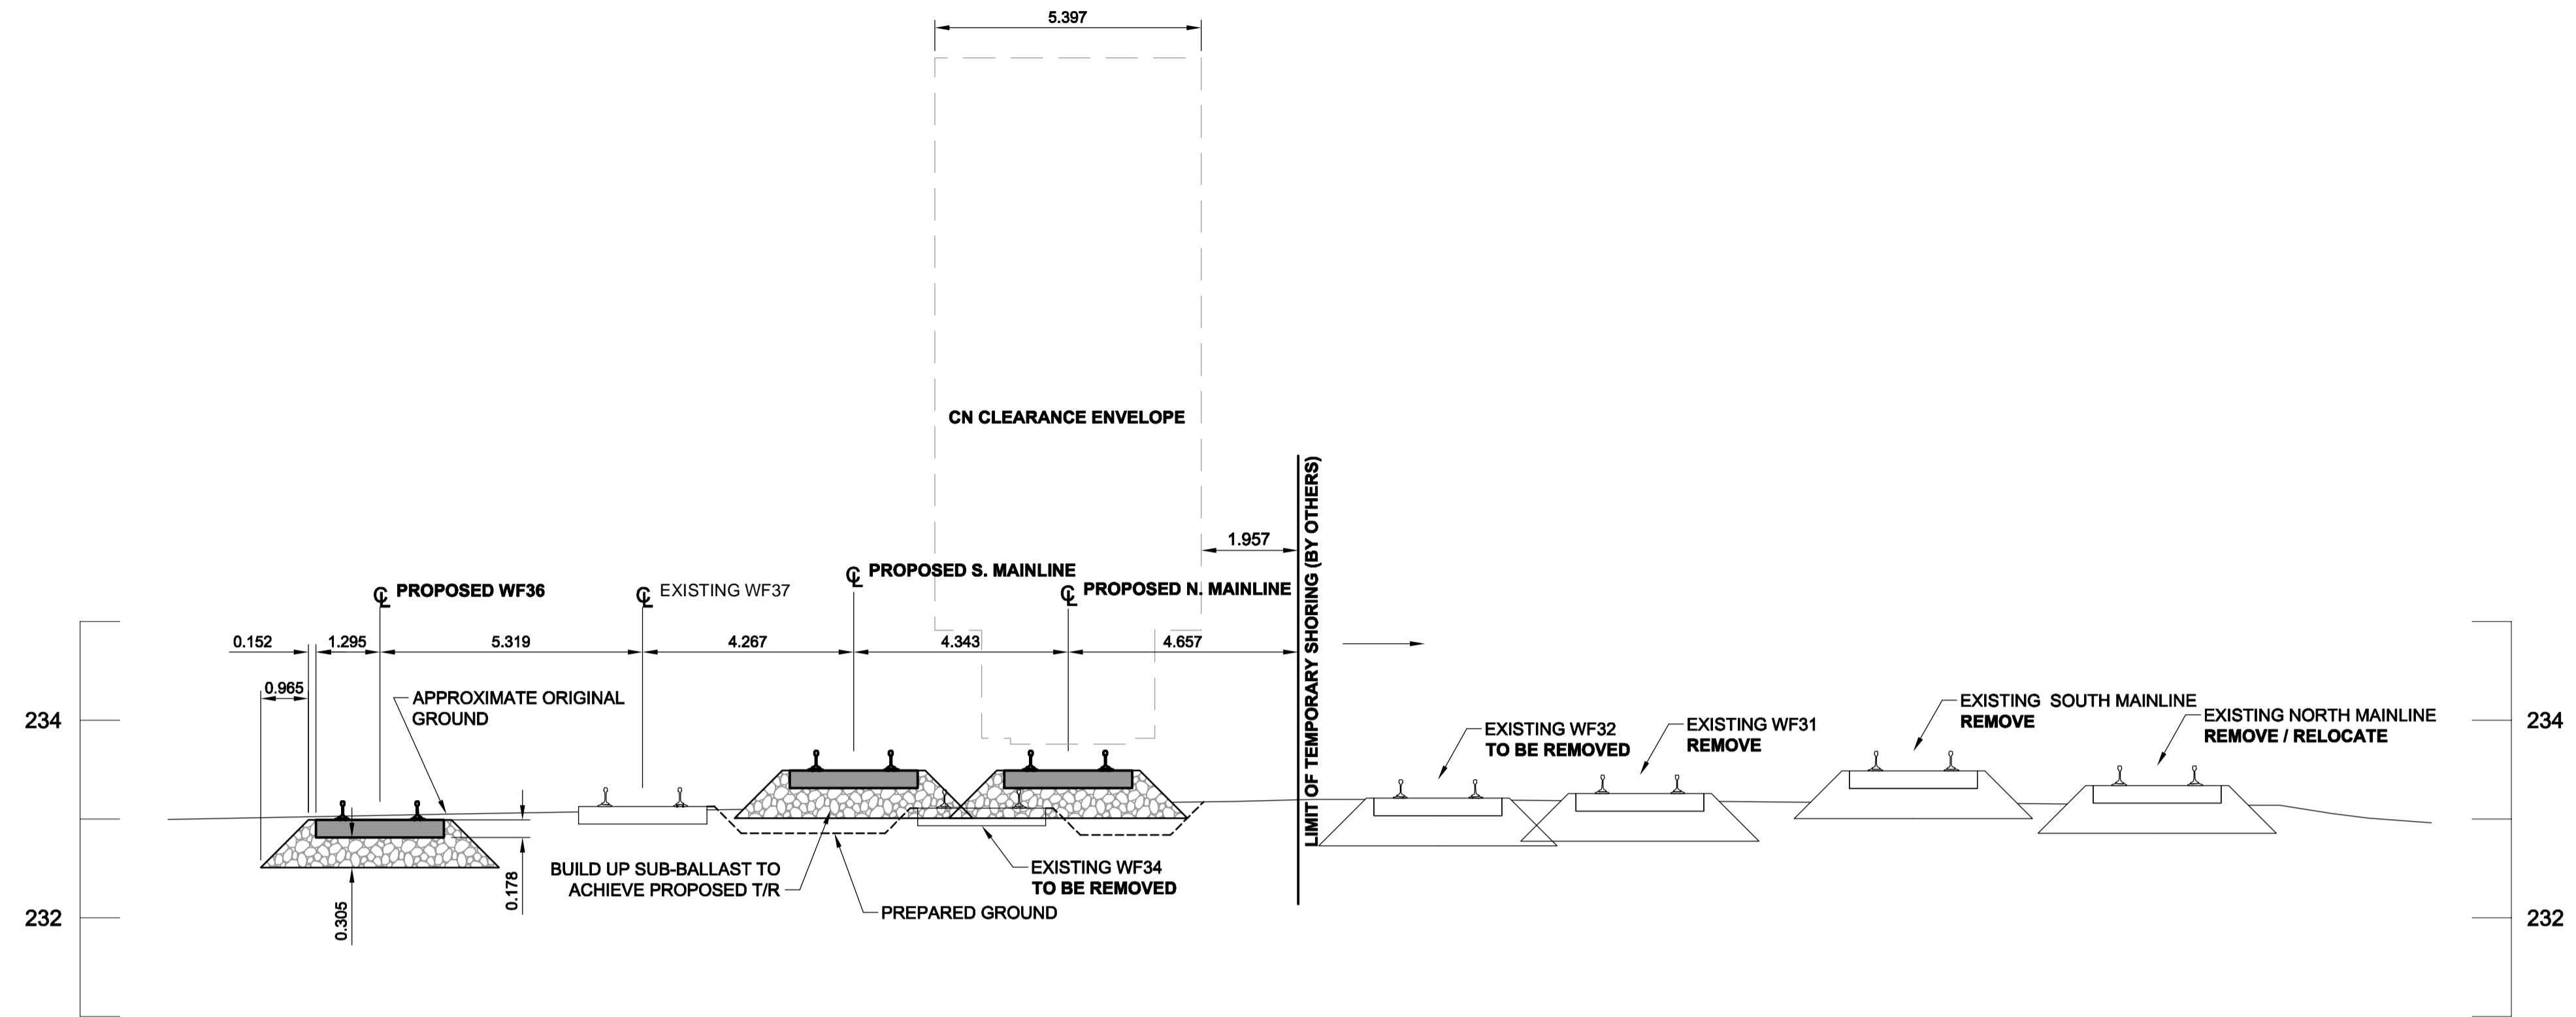 5.397
CN CLEARANCE ENVELOPE
LIMIT OF TEMPORARY SHORING (BY OTHERS)
1.957
℄ PROPOSED WF36
℄ EXISTING WF37
℄ PROPOSED S. MAINLINE
℄ PROPOSED N. MAINLINE
0.152
1.295
5.319
4.267
4.343
4.657
0.965
APPROXIMATE ORIGINAL
GROUND
234
EXISTING WF32
TO BE REMOVED
EXISTING WF31
REMOVE
EXISTING SOUTH MAINLINE
REMOVE
EXISTING NORTH MAINLINE
REMOVE / RELOCATE
234
BUILD UP SUB-BALLAST TO
ACHIEVE PROPOSED T/R
EXISTING WF34
TO BE REMOVED
PREPARED GROUND
0.305
0.178
232
232